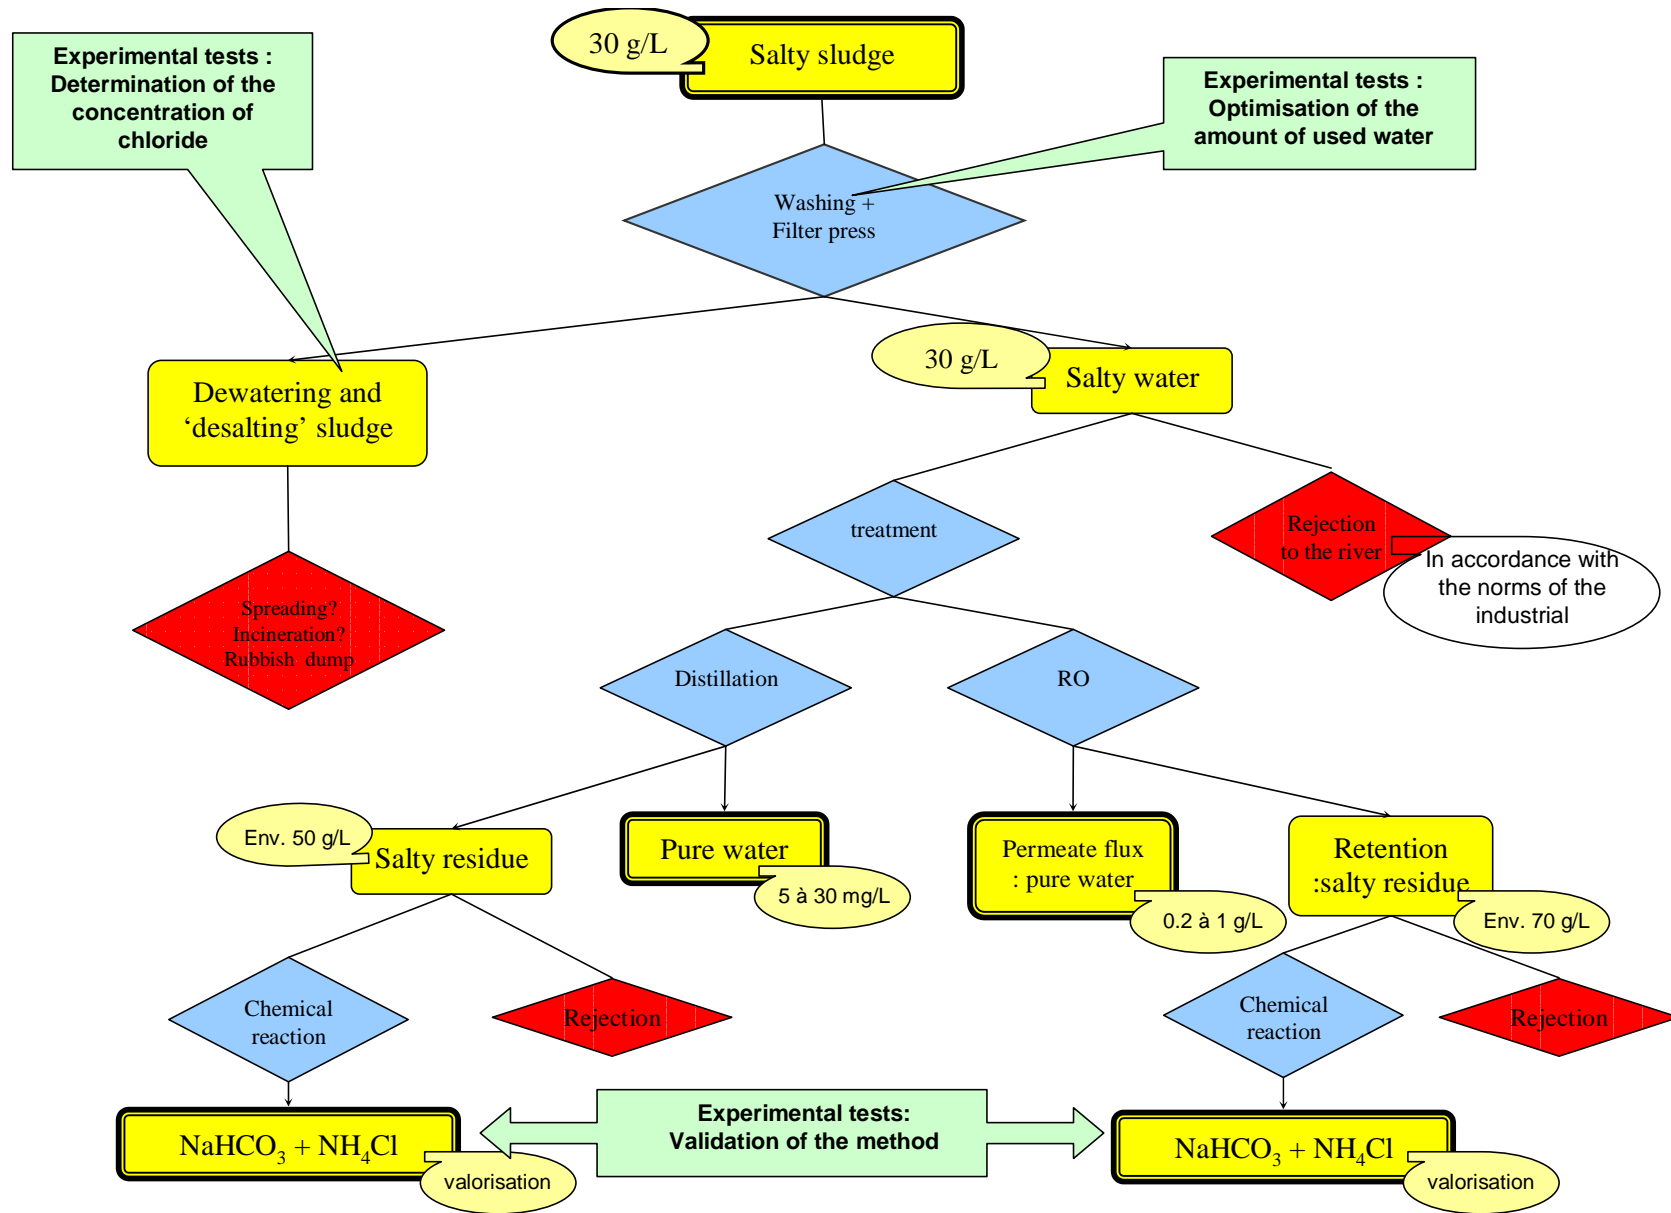 30 g/L
Salty sludge
Experimental tests :
Determination of the
concentration of
chloride
Experimental tests :
Optimisation of the
amount of used water
Washing +
Filter press
30 g/L
Salty water
Dewatering and
‘desalting’ sludge
treatment
Rejection
to the river
In accordance with
the norms of the
industrial
Spreading?
Incineration?
Rubbish dump
Distillation
RO
Env. 50 g/L
Salty residue
Pure water
5 à 30 mg/L
Permeate flux
: pure water
0.2 à 1 g/L
Retention
:salty residue
Env. 70 g/L
Chemical
reaction
Rejection
Chemical
reaction
Rejection
NaHCO₃ + NH₄Cl
valorisation
Experimental tests:
Validation of the method
NaHCO₃ + NH₄Cl
valorisation